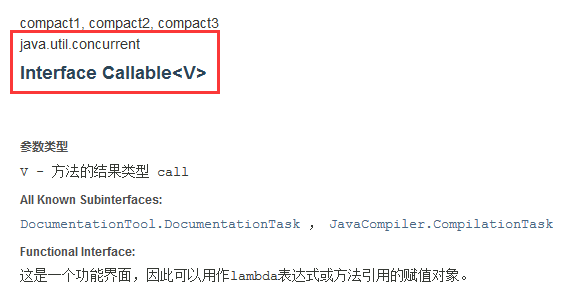 compact1, compact2, compact3
java.util.concurrent
Interface Callable<V>
参数类型
V - 方法的结果类型 call
All Known Subinterfaces:
DocumentationTool.DocumentationTask , JavaCompiler.CompilationTask
Functional Interface:
这是一个功能界面，因此可以用作lambda表达式或方法引用的赋值对象。